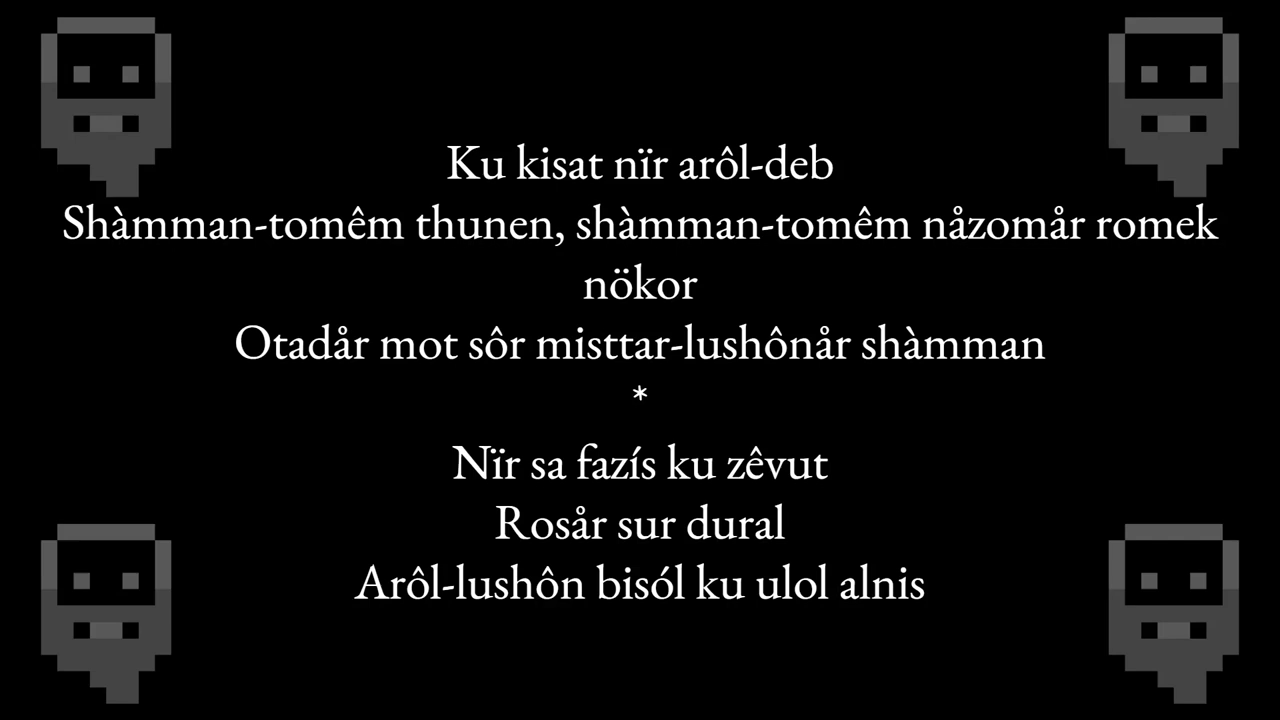 Ku kisat nïr arôl-deb
Shàmman-tomêm thunen, shàmman-tomêm nåzomår romek
nökor
Otadår mot sôr misttar-lushônår shàmman
*
Nïr sa fazís ku zêvut
Rosår sur dural
Arôl-lushôn bisól ku ulol alnis